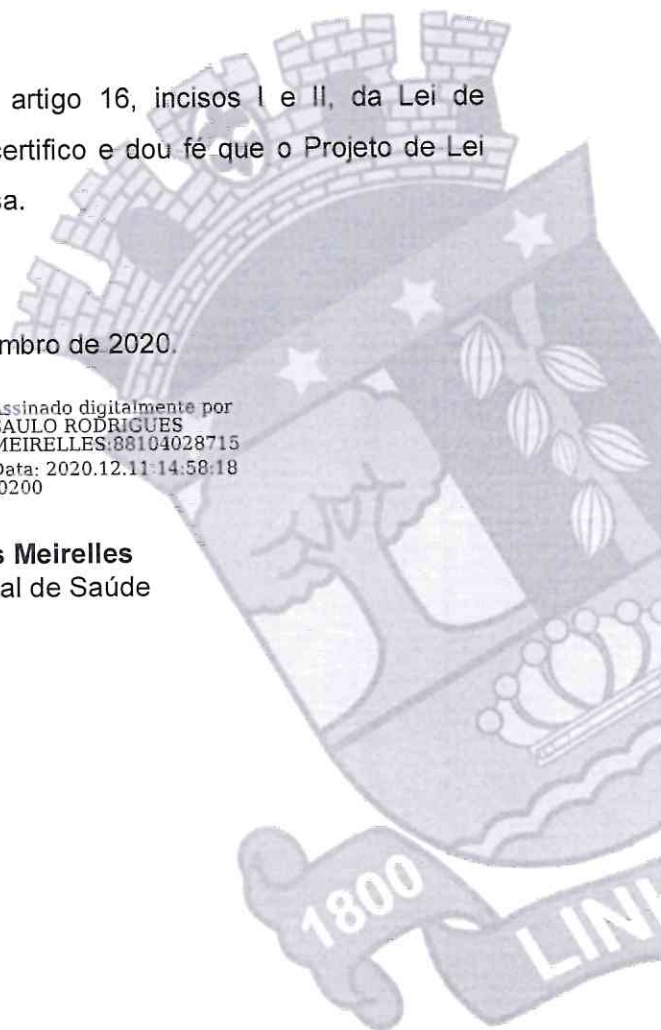 artigo 16, incisos I e II, da Lei de
certifico e dou fé que o Projeto de Lei
sa.
mbro de 2020.
Assinado digitalmente por
SAULO RODRIGUES
MEIRELLES:88104028715
Data: 2020.12.11 14:58:18
0200
s Meirelles
al de Saúde
1800
LIN